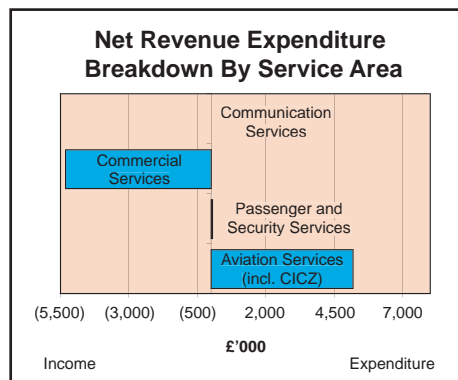 Net Revenue Expenditure
Breakdown By Service Area
Communication
Services
Commercial
Services
Passenger and
Security Services
Aviation Services
(incl. CICZ)
(5,500) (3,000) (500) 2,000 4,500 7,000
£'000
Income Expenditure